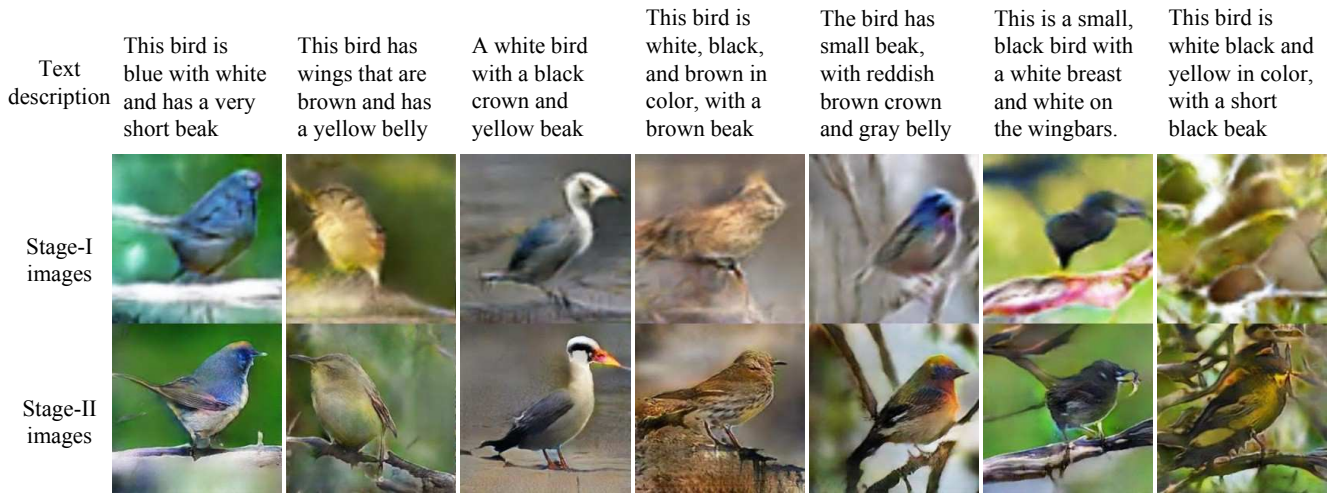 Text
description
This bird is
blue with white
and has a very
short beak
This bird has
wings that are
brown and has
a yellow belly
A white bird
with a black
crown and
yellow beak
This bird is
white, black,
and brown in
color, with a
brown beak
The bird has
small beak,
with reddish
brown crown
and gray belly
This is a small,
black bird with
a white breast
and white on
the wingbars.
This bird is
white black and
yellow in color,
with a short
black beak
Stage-I
images
Stage-II
images